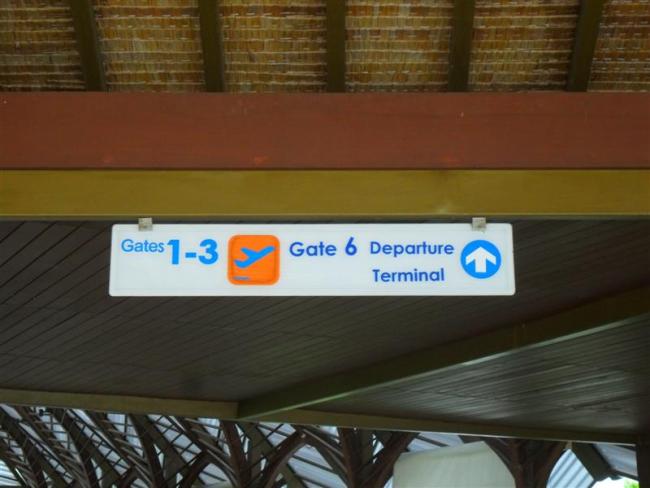 Gates 1-3 Gate 6 Departure
Terminal